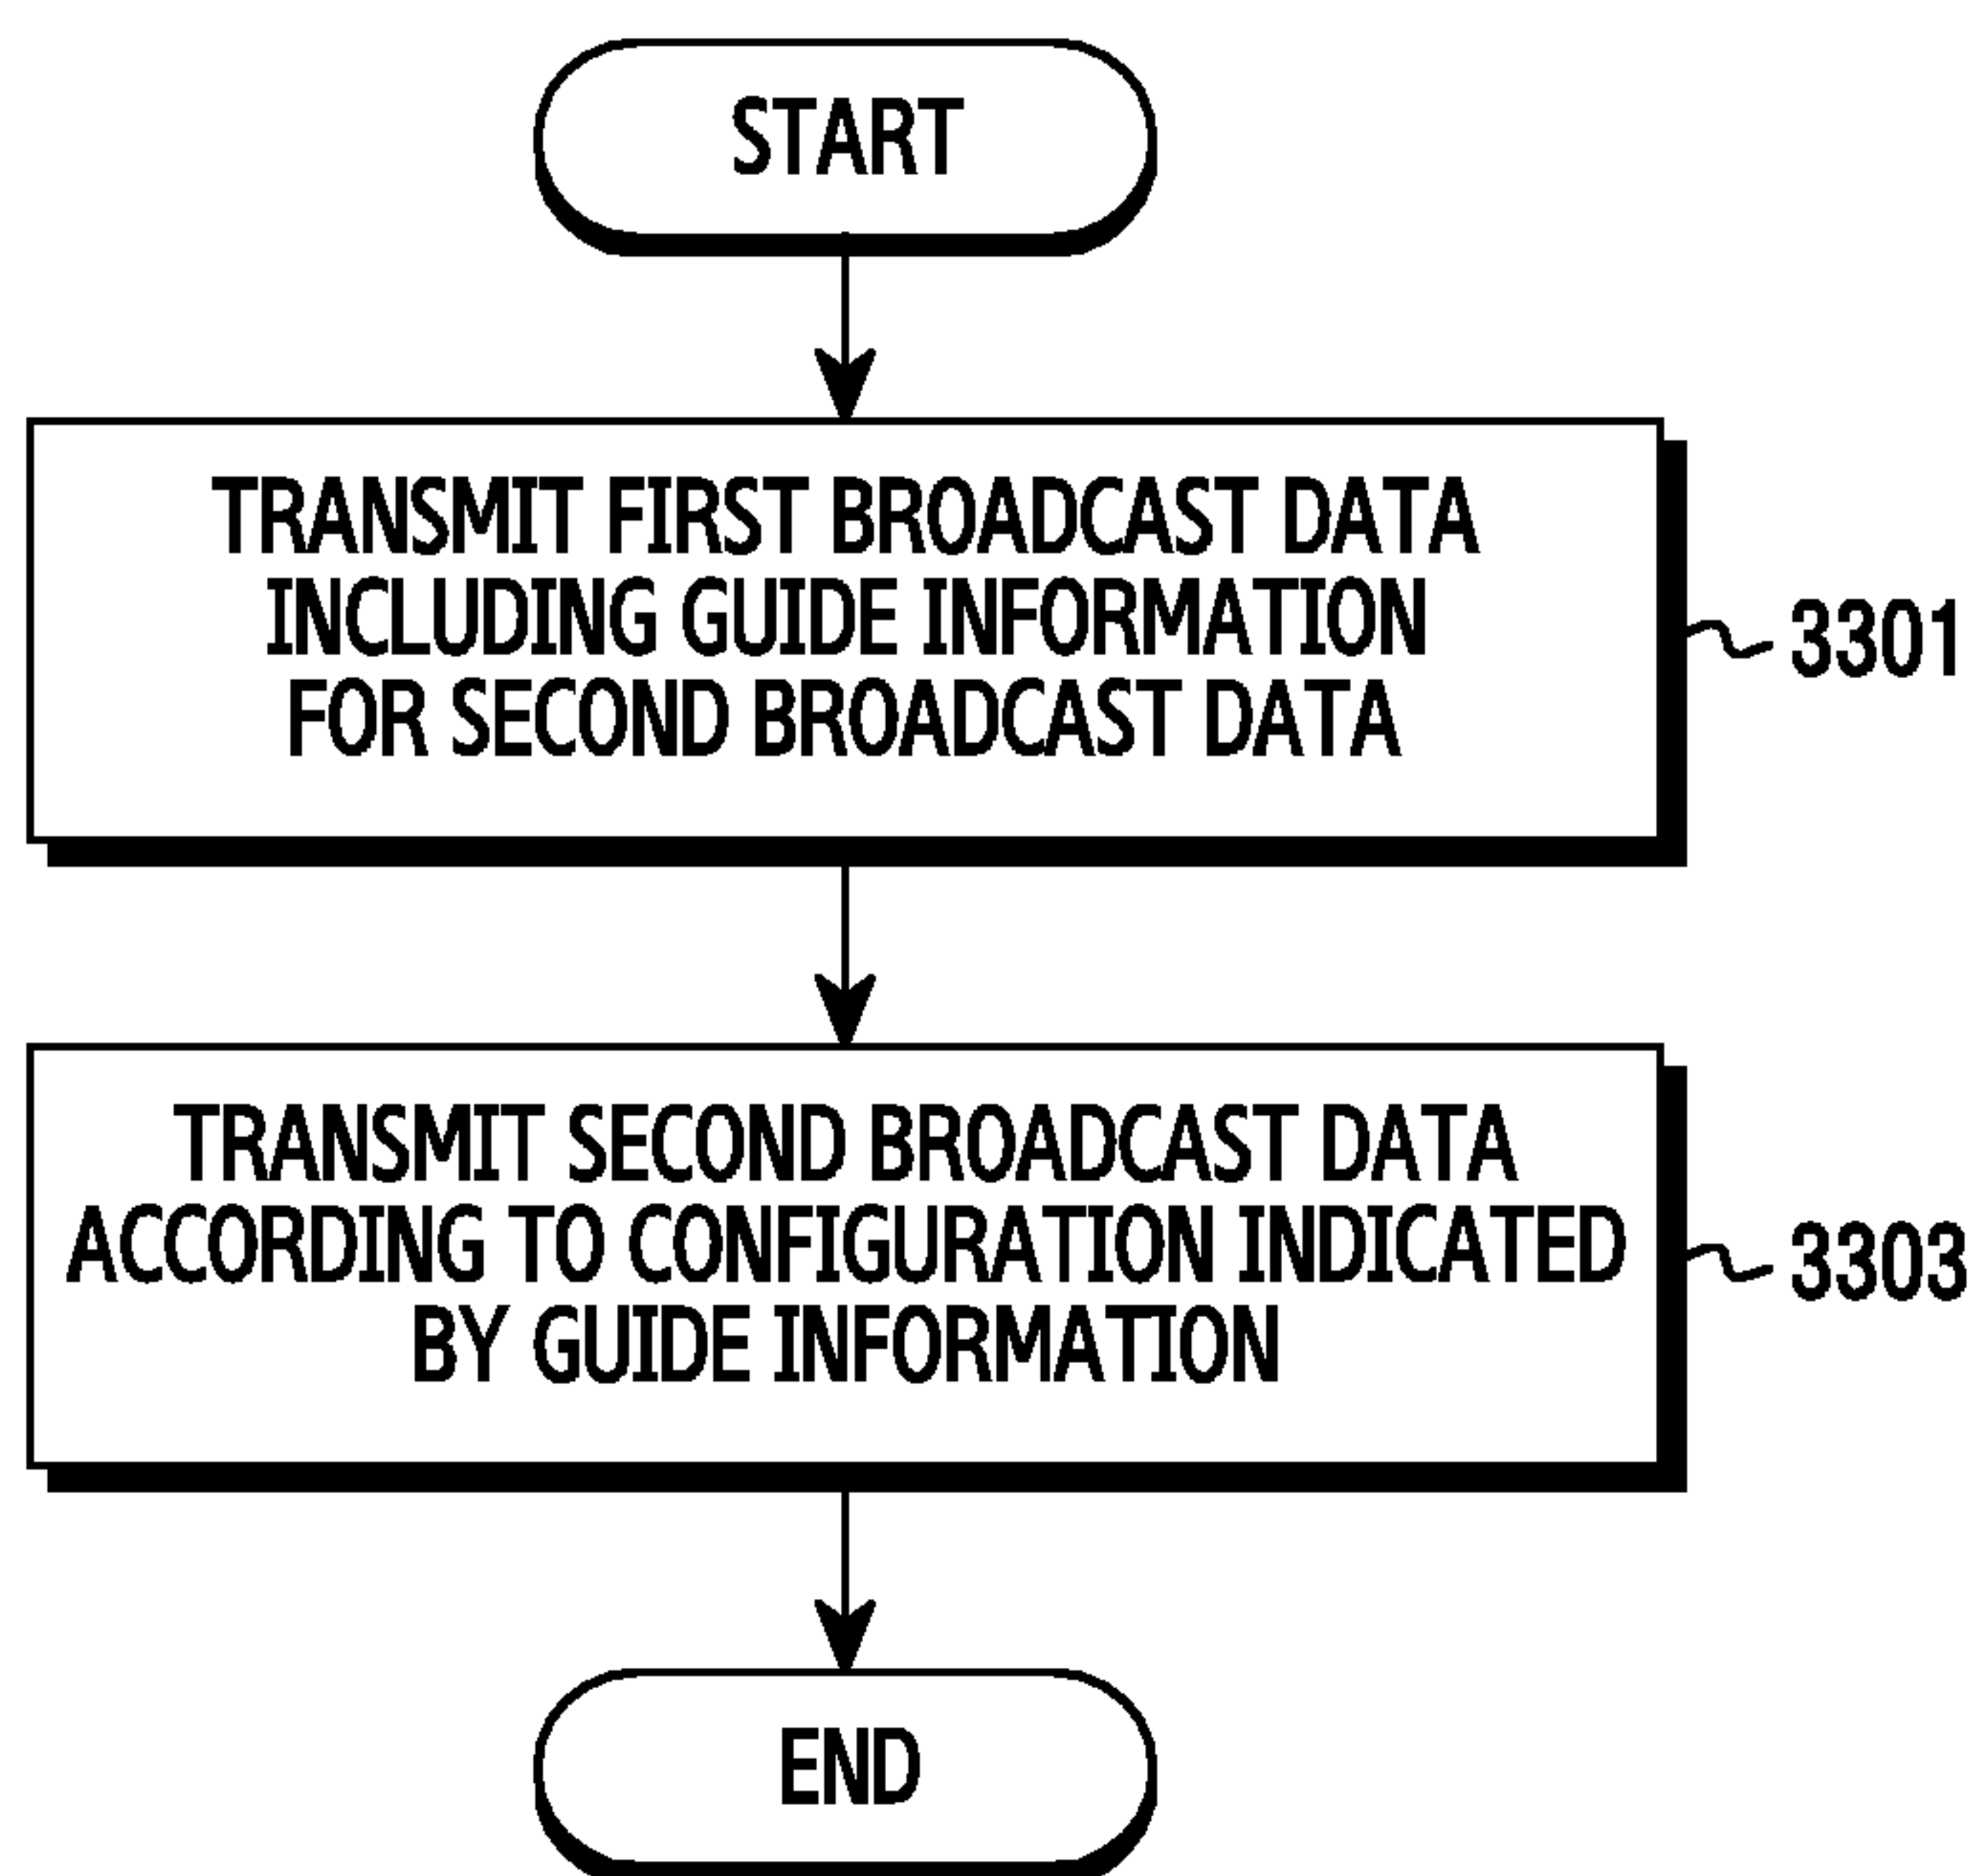 START
TRANSMIT FIRST BROADCAST DATA
INCLUDING GUIDE INFORMATION
FOR SECOND BROADCAST DATA
3301
TRANSMIT SECOND BROADCAST DATA
ACCORDING TO CONFIGURATION INDICATED
BY GUIDE INFORMATION
3303
END